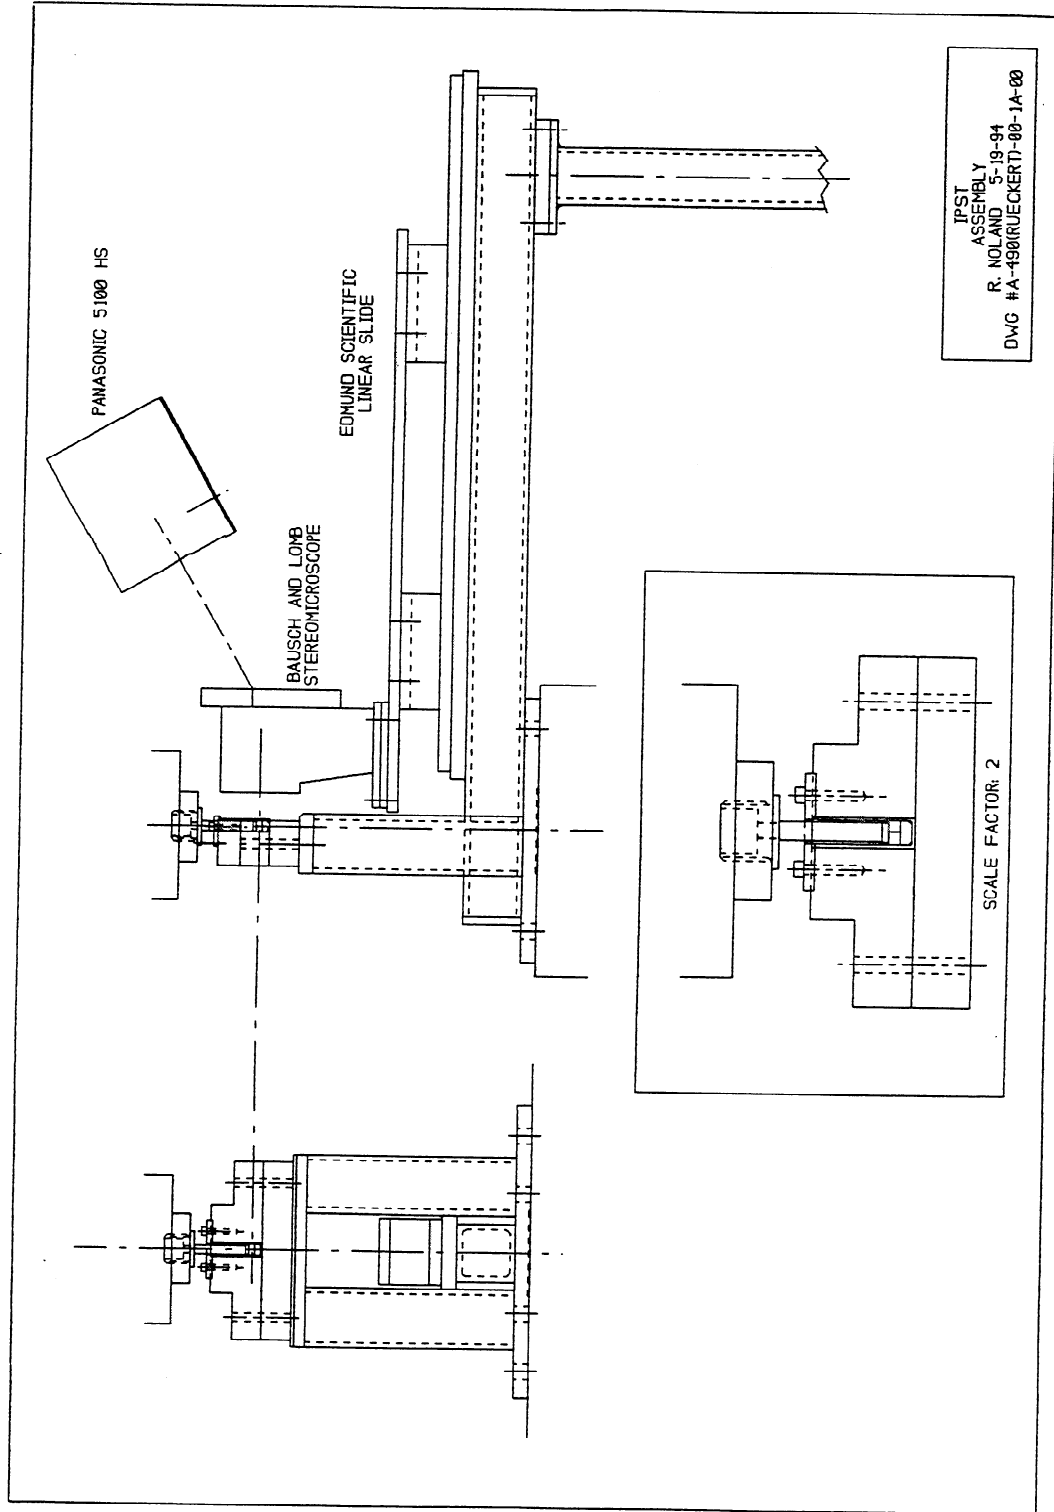 PANASONIC 5100 HS
BAUSCH AND LOMB
STEREOMICROSCOPE
EDMUND SCIENTIFIC
LINEAR SLIDE
SCALE FACTOR: 2
IPST
ASSEMBLY
R. NOLAND 5-19-94
DWG #A-490(RUECKERT)-00-1A-00